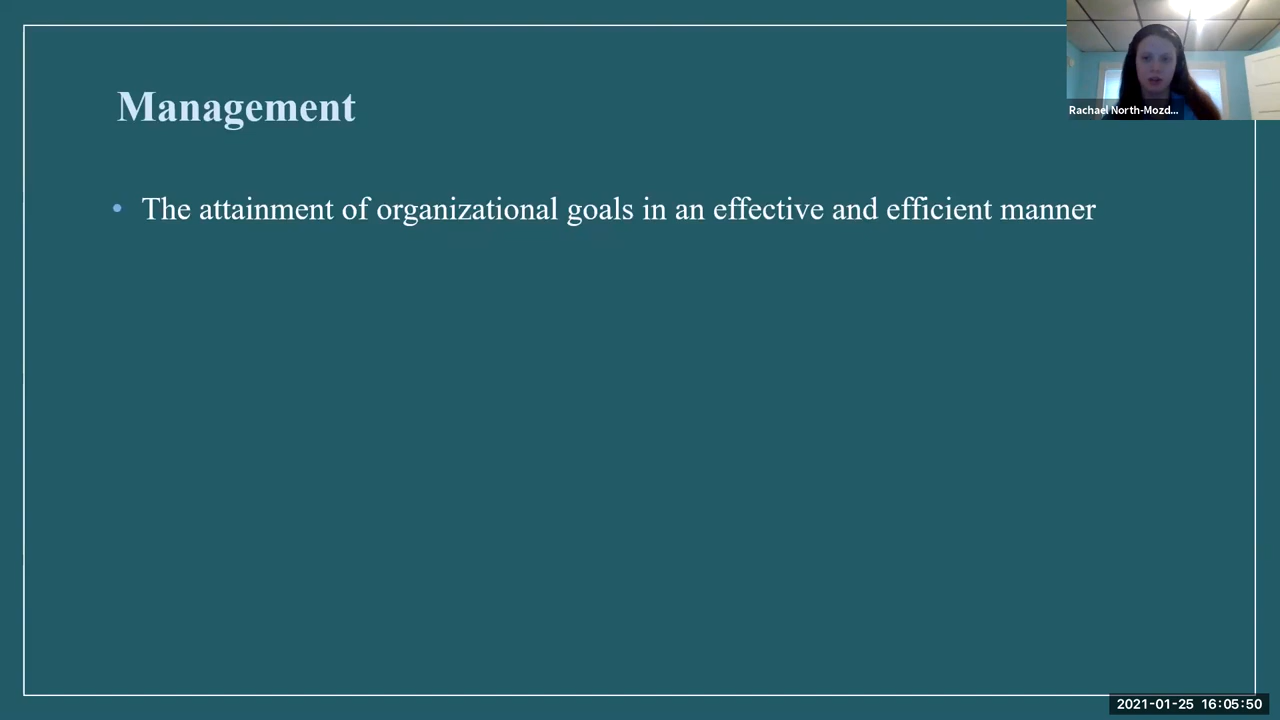 Management
• The attainment of organizational goals in an effective and efficient manner
Rachael North-Mozd...
2021-01-25 16:05:50